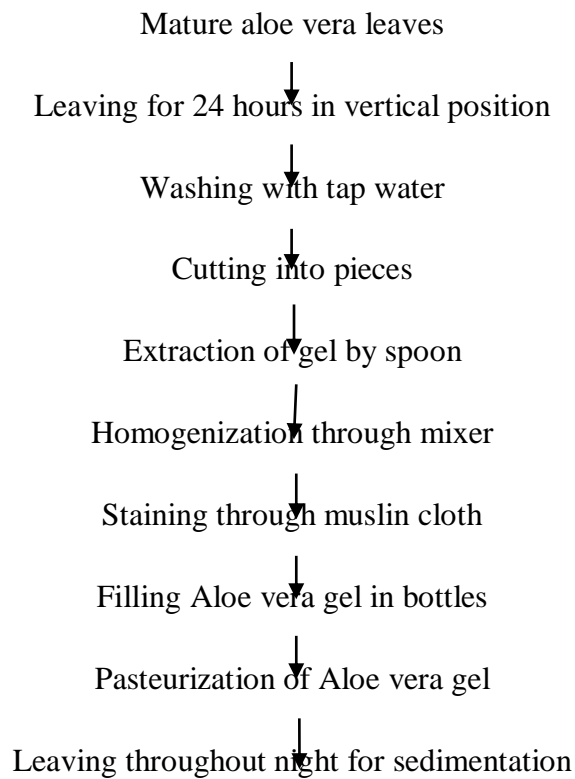 Mature aloe vera leaves
Leaving for 24 hours in vertical position
Washing with tap water
Cutting into pieces
Extraction of gel by spoon
Homogenization through mixer
Staining through muslin cloth
Filling Aloe vera gel in bottles
Pasteurization of Aloe vera gel
Leaving throughout night for sedimentation